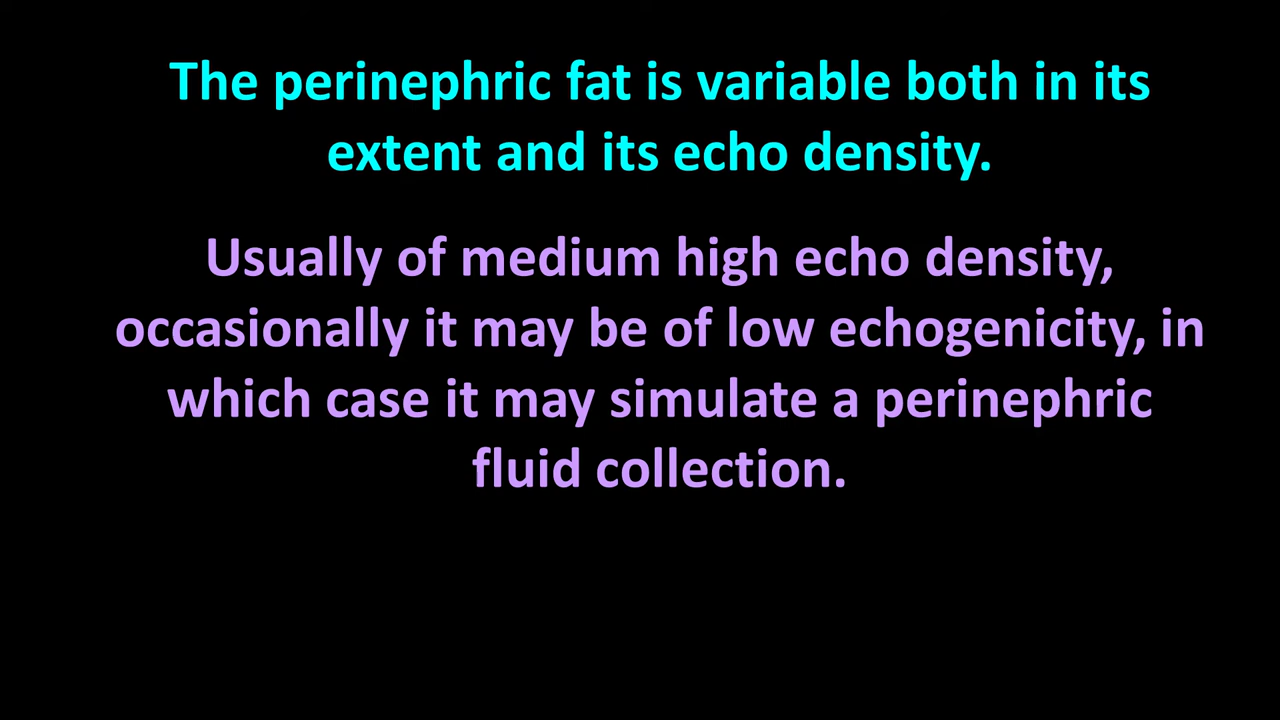 The perinephric fat is variable both in its
extent and its echo density.
Usually of medium high echo density,
occasionally it may be of low echogenicity, in
which case it may simulate a perinephric
fluid collection.